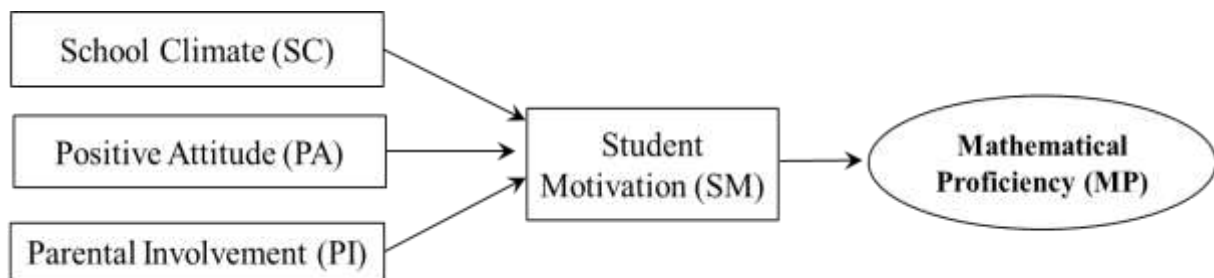 School Climate (SC)
Positive Attitude (PA)
Parental Involvement (PI)
Student
Motivation (SM)
Mathematical
Proficiency (MP)